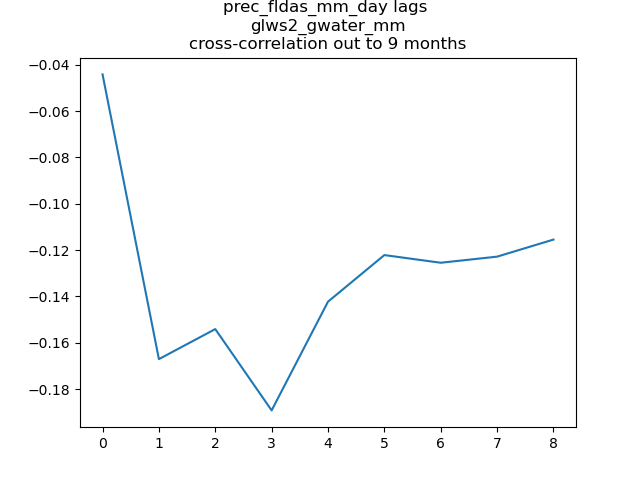 prec_fldas_mm_day lags
glws2_gwater_mm
cross-correlation out to 9 months
−0.04
−0.06
−0.08
−0.10
−0.12
−0.14
−0.16
−0.18
0 1 2 3 4 5 6 7 8